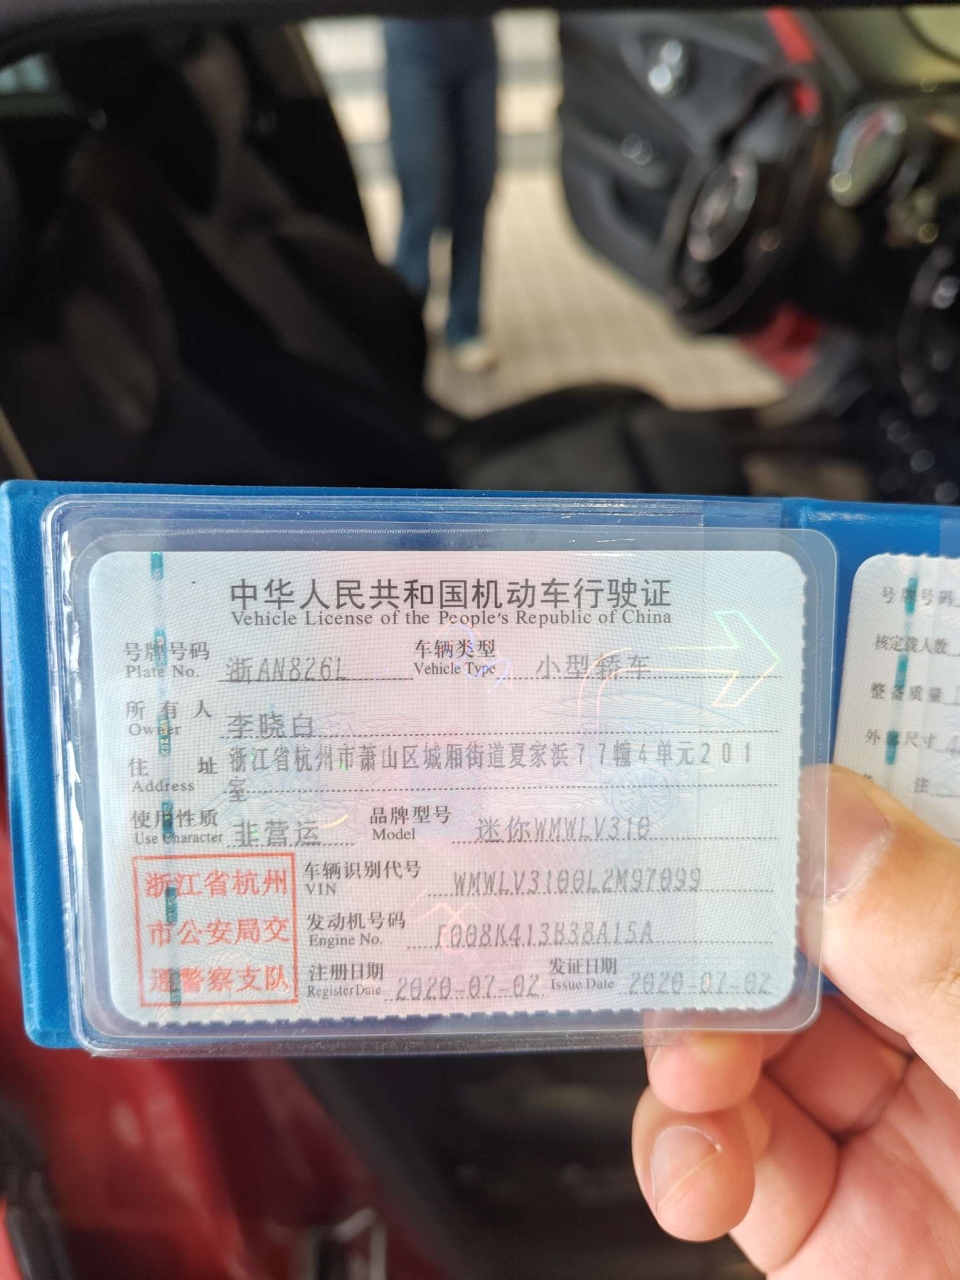 中华人民共和国机动车行驶证
Vehicle License of the People's Republic of China
号牌号码 浙AN826L 车辆类型 小型轿车
Plate No. Vehicle Type
所有人 李晓白
Owner
住址 浙江省杭州市萧山区城厢街道夏家浜77幢4单元201
Address 室
使用性质 非营运 品牌型号 迷你WMWLV310
Use Character Model
浙江省杭州
市公安局交
通警察支队
车辆识别代号 WMWLV3100L2M97099
VIN
发动机号码 I008K413B38A15A
Engine No.
注册日期 2020-07-02 发证日期 2020-07-02
Register Date Issue Date
号牌号码
核定载人数
整备质量
外廓尺寸
注